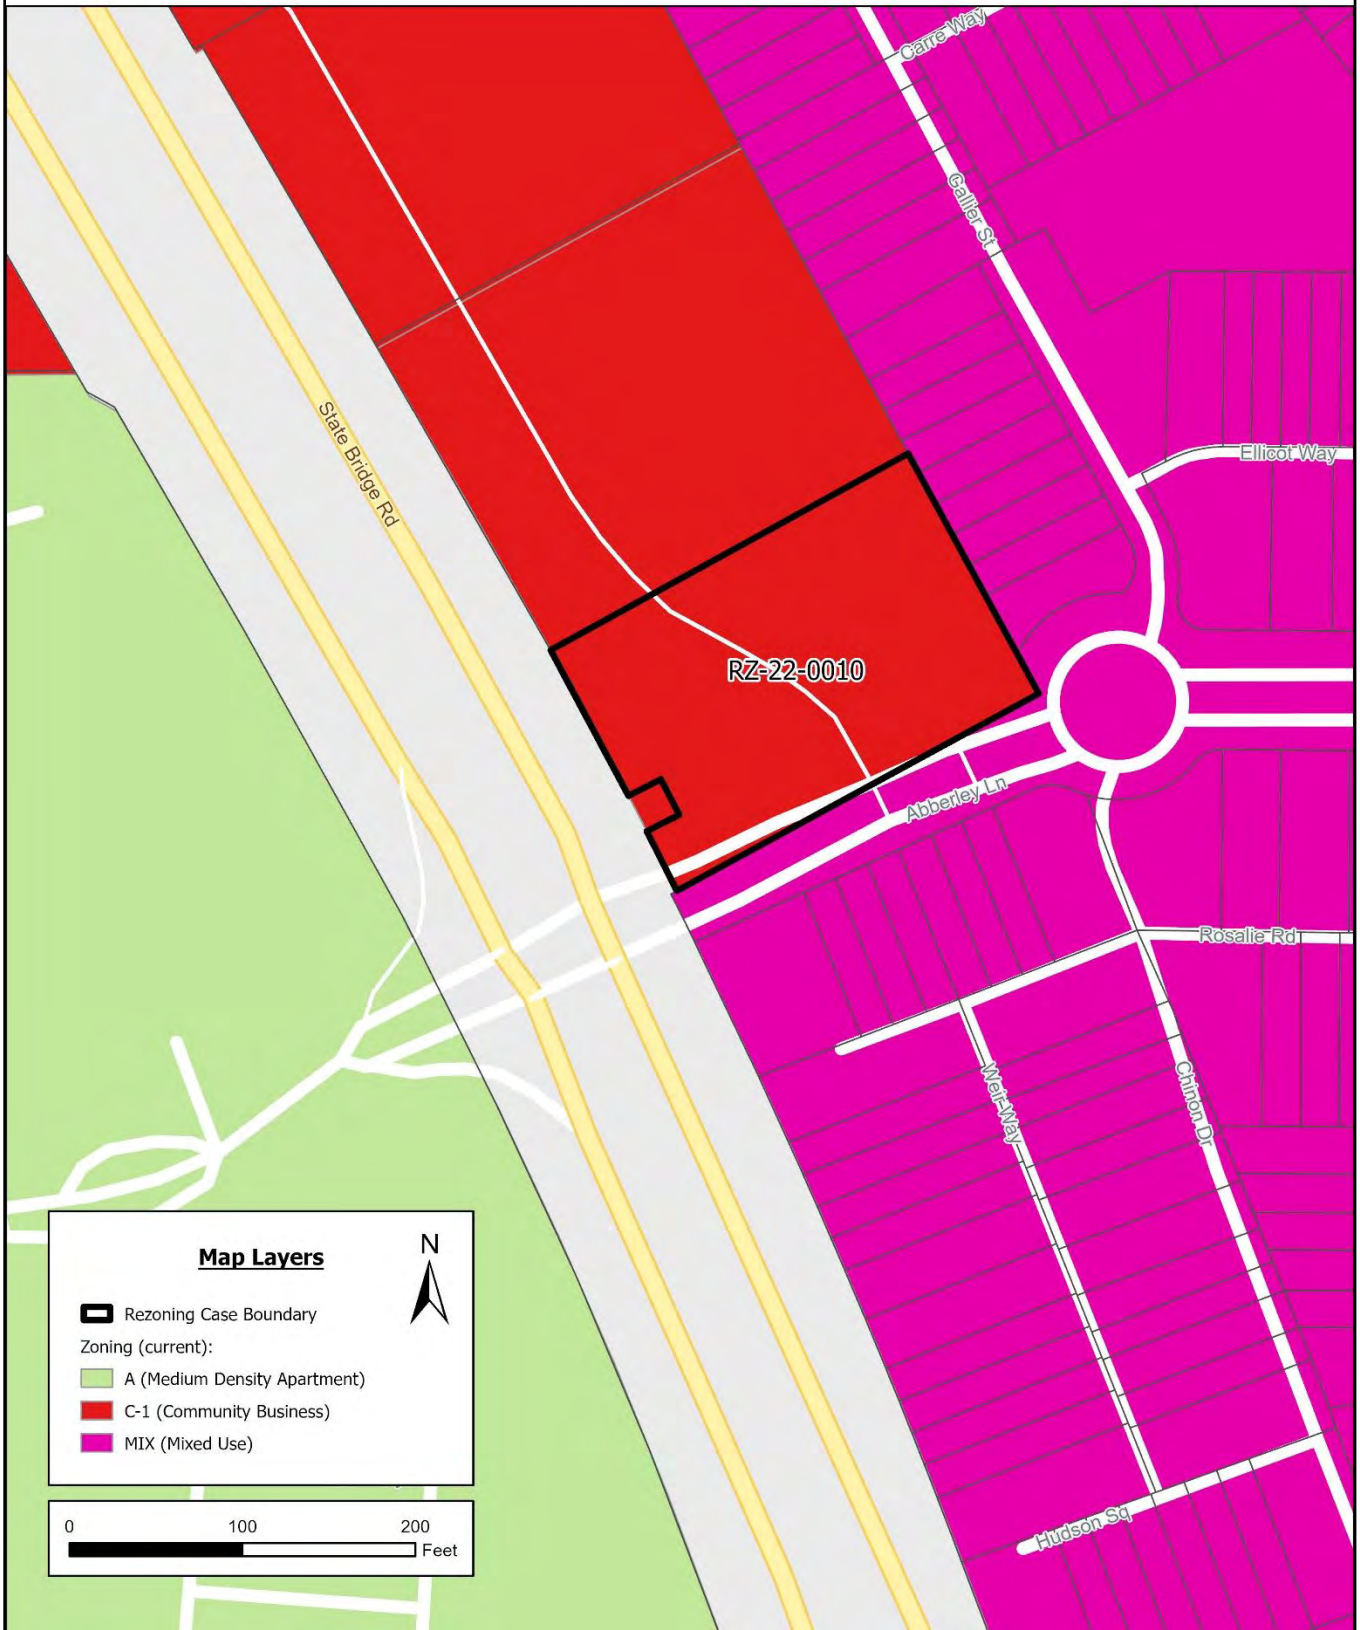 Carre Way
Gallier St
State Bridge Rd
Ellicot Way
RZ-22-0010
Abberley Ln
Rosalie Rd
Weir Way
Chinon Dr
Hudson Sq
Map Layers
N
Rezoning Case Boundary
Zoning (current):
A (Medium Density Apartment)
C-1 (Community Business)
MIX (Mixed Use)
0 100 200
Feet